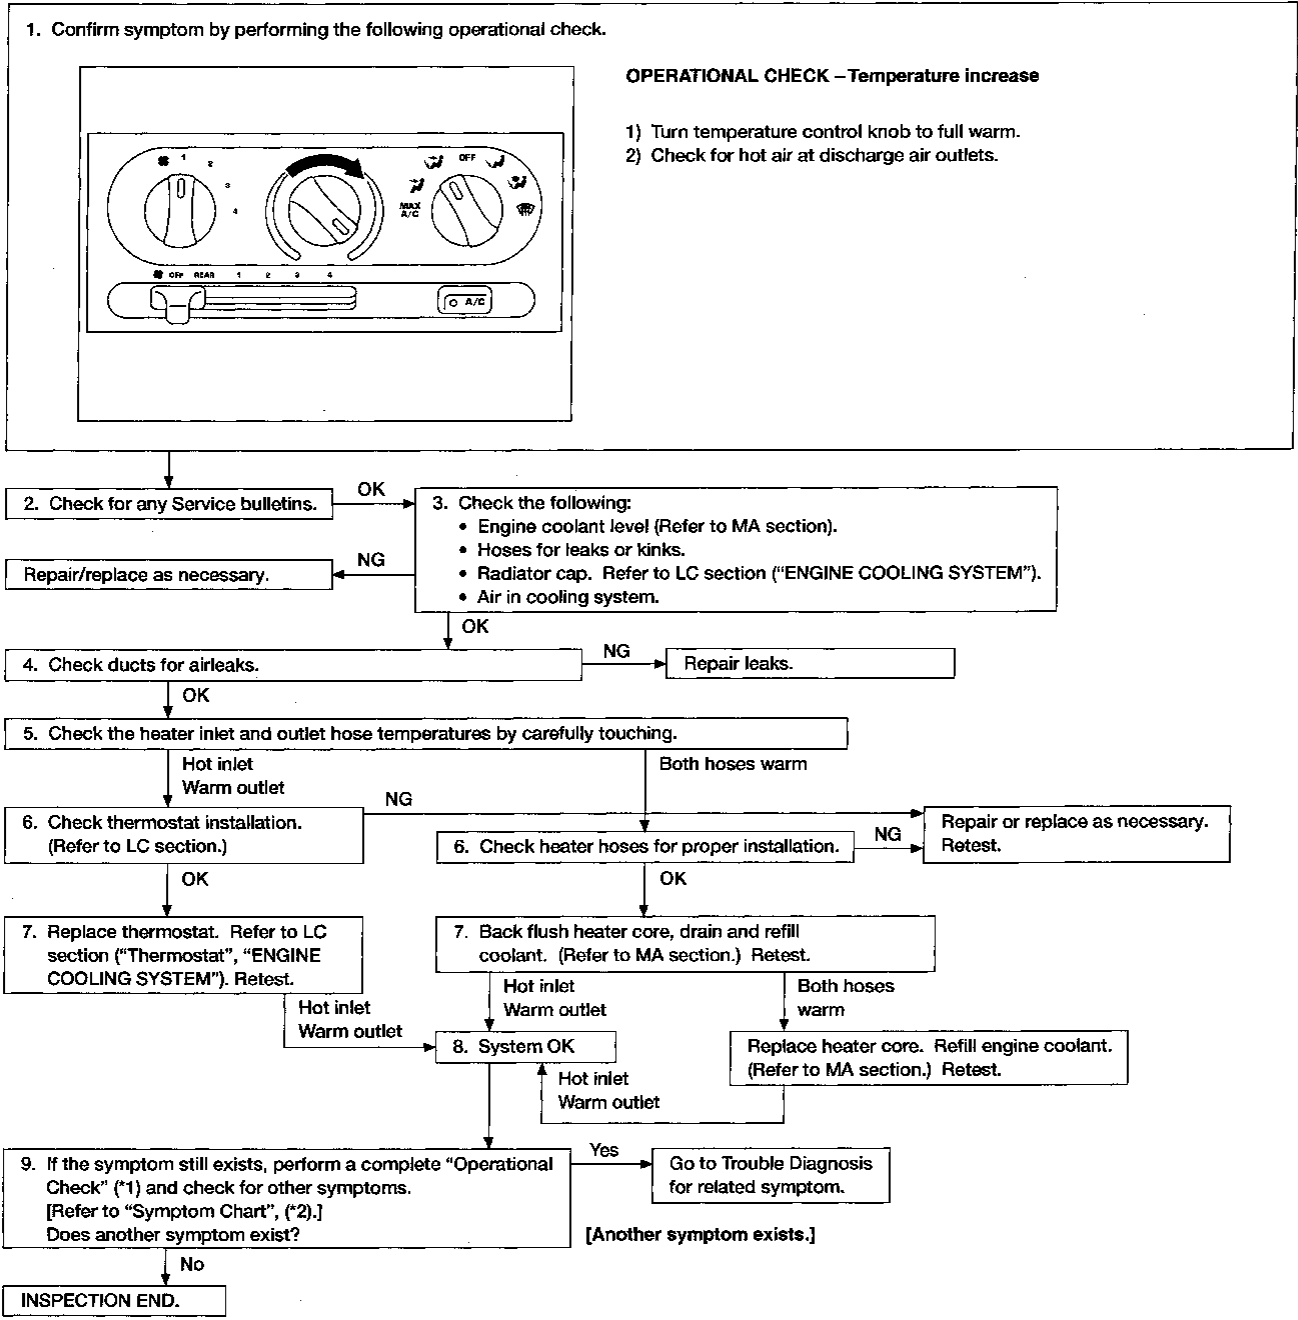 1. Confirm symptom by performing the following operational check.
OPERATIONAL CHECK – Temperature increase
1) Turn temperature control knob to full warm.
2) Check for hot air at discharge air outlets.
1
2
3
4
OFF
MAX
A/C
OFF REAR 1 2 3 4
A/C
2. Check for any Service bulletins.
OK
3. Check the following:
• Engine coolant level (Refer to MA section).
• Hoses for leaks or kinks.
• Radiator cap. Refer to LC section (“ENGINE COOLING SYSTEM”).
• Air in cooling system.
NG
Repair/replace as necessary.
OK
4. Check ducts for airleaks.
NG
Repair leaks.
OK
5. Check the heater inlet and outlet hose temperatures by carefully touching.
Hot inlet
Warm outlet
Both hoses warm
6. Check thermostat installation.
(Refer to LC section.)
NG
6. Check heater hoses for proper installation.
NG
Repair or replace as necessary.
Retest.
OK
OK
7. Replace thermostat. Refer to LC
section (“Thermostat”, “ENGINE
COOLING SYSTEM”). Retest.
7. Back flush heater core, drain and refill
coolant. (Refer to MA section.) Retest.
Hot inlet
Warm outlet
Hot inlet
Warm outlet
Both hoses
warm
8. System OK
Replace heater core. Refill engine coolant.
(Refer to MA section.) Retest.
Hot inlet
Warm outlet
9. If the symptom still exists, perform a complete “Operational
Check” (*1) and check for other symptoms.
[Refer to “Symptom Chart”, (*2).]
Does another symptom exist?
Yes
Go to Trouble Diagnosis
for related symptom.
[Another symptom exists.]
No
INSPECTION END.